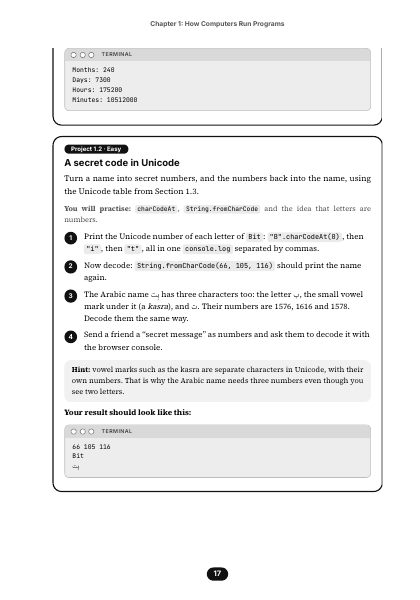 Chapter 1: How Computers Run Programs
TERMINAL
Months: 240
Days: 7300
Hours: 175200
Minutes: 10512000
Project 1.2 · Easy
A secret code in Unicode
Turn a name into secret numbers, and the numbers back into the name, using
the Unicode table from Section 1.3.
You will practise: charCodeAt, String.fromCharCode and the idea that letters are
numbers.
1 Print the Unicode number of each letter of Bit: "B".charCodeAt(0), then
"i", then "t", all in one console.log separated by commas.
2 Now decode: String.fromCharCode(66, 105, 116) should print the name
again.
3 The Arabic name بِت has three characters too: the letter ب, the small vowel
mark under it (a kasra), and ت. Their numbers are 1576, 1616 and 1578.
Decode them the same way.
4 Send a friend a “secret message” as numbers and ask them to decode it with
the browser console.
Hint: vowel marks such as the kasra are separate characters in Unicode, with their
own numbers. That is why the Arabic name needs three numbers even though you
see two letters.
Your result should look like this:
TERMINAL
66 105 116
Bit
بِت
17